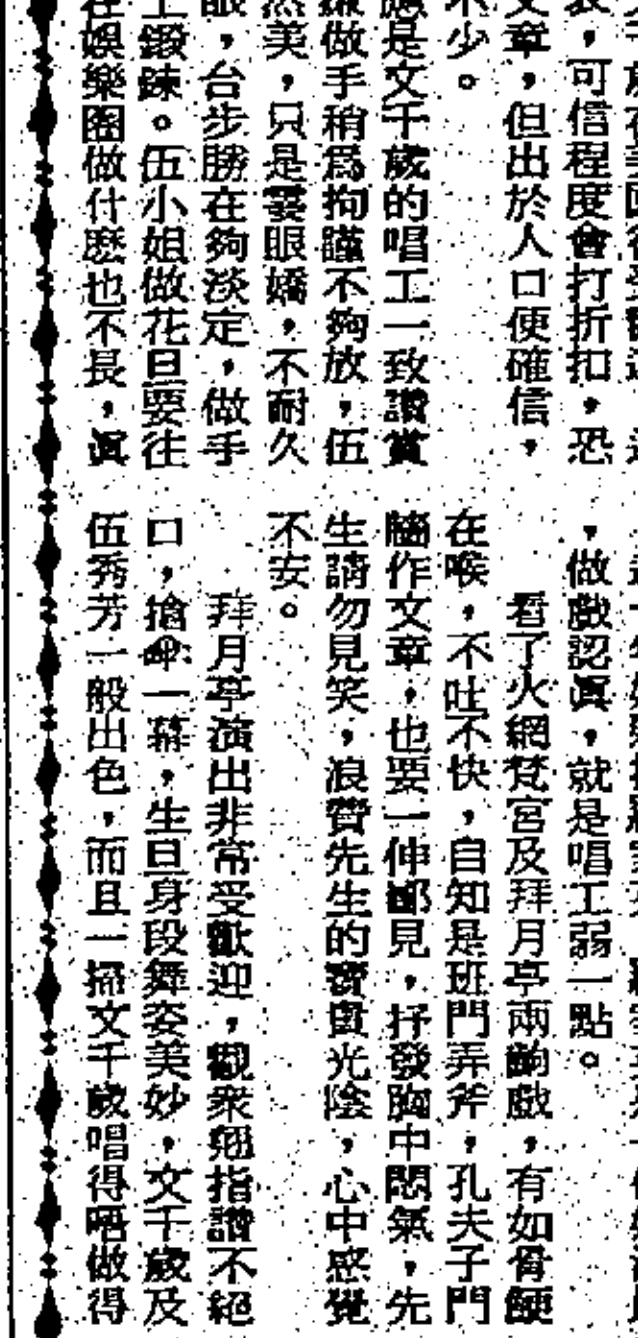 ，可信程度會打折扣，恐
文章，但出於人口便確信，
不少。
應是文千歲的唱工一致讚賞
嫌做手稍爲拘謹不夠放，伍
然美，只是雲眼嬌，不耐久
眼，台步勝在夠淡定，做手
上鍛鍊。伍小姐做花旦要往
在娛樂圈做什麽也不長，眞
，做戲認眞，就是唱工弱一點。
看了火網梵宮及拜月亭兩齣戲，有如骨鯁
在喉，不吐不快，自知是班門弄斧，孔夫子門
作文章，也要一伸鄙見，抒發胸中悶氣，先
生請勿見笑，浪費先生的寶貴光陰，心中感覺
不安。
拜月亭演出非常受歡迎，觀衆翹指讚不絕
口，搶傘一幕，生旦身段舞姿美妙，文千歲及
伍秀芳一般出色，而且一掃文千歲唱得唔做得